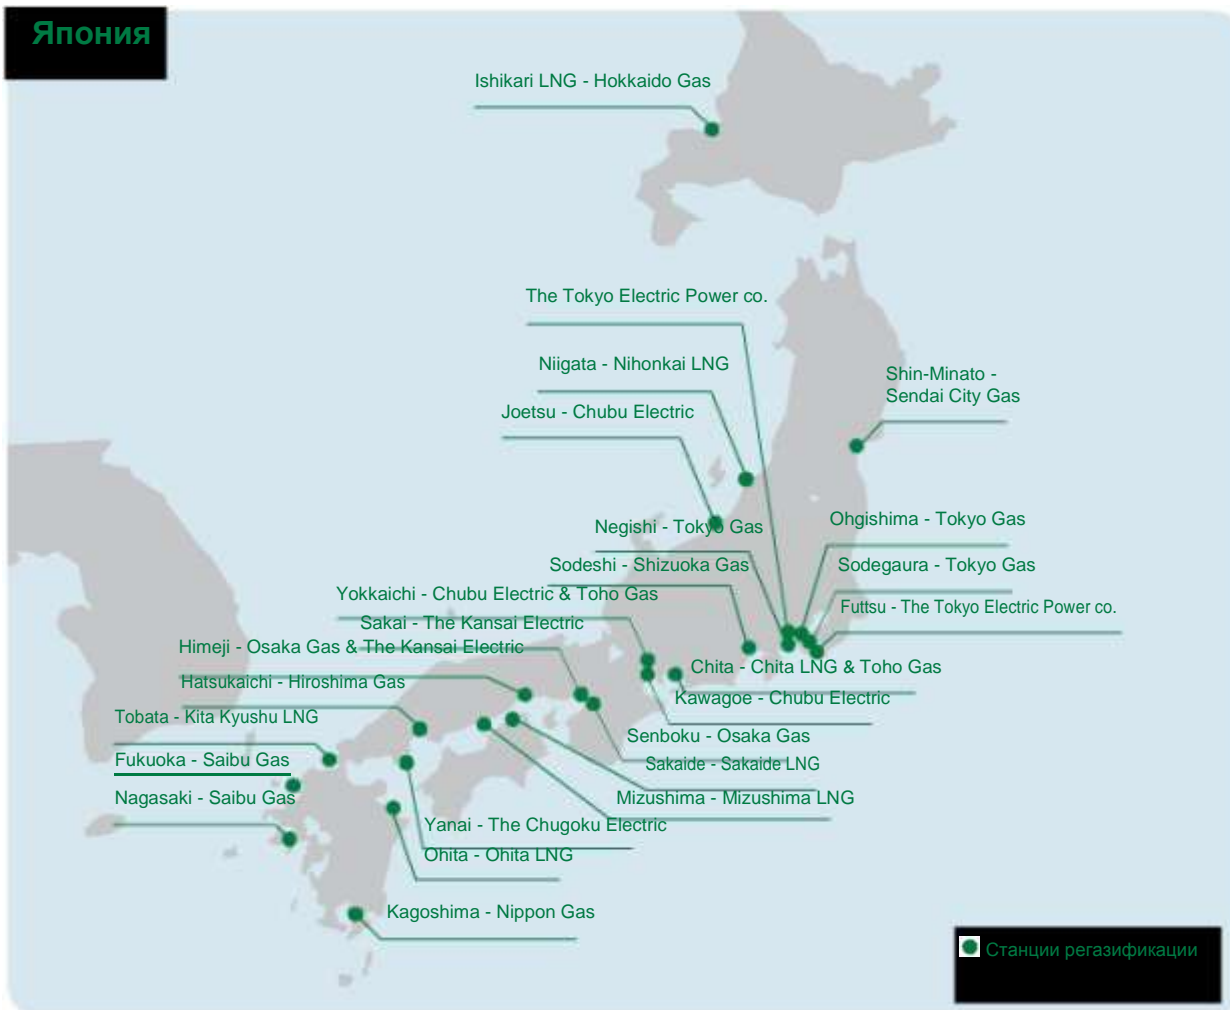 Япония
Ishikari LNG - Hokkaido Gas
The Tokyo Electric Power co.
Niigata - Nihonkai LNG
Shin-Minato -
Sendai City Gas
Joetsu - Chubu Electric
Negishi - Tokyo Gas
Ohgishima - Tokyo Gas
Sodeshi - Shizuoka Gas
Sodegaura - Tokyo Gas
Yokkaichi - Chubu Electric & Toho Gas
Futtsu - The Tokyo Electric Power co.
Sakai - The Kansai Electric
Himeji - Osaka Gas & The Kansai Electric
Chita - Chita LNG & Toho Gas
Hatsukaichi - Hiroshima Gas
Kawagoe - Chubu Electric
Tobata - Kita Kyushu LNG
Senboku - Osaka Gas
Fukuoka - Saibu Gas
Sakaide - Sakaide LNG
Nagasaki - Saibu Gas
Mizushima - Mizushima LNG
Yanai - The Chugoku Electric
Ohita - Ohita LNG
Kagoshima - Nippon Gas
Станции регазификации